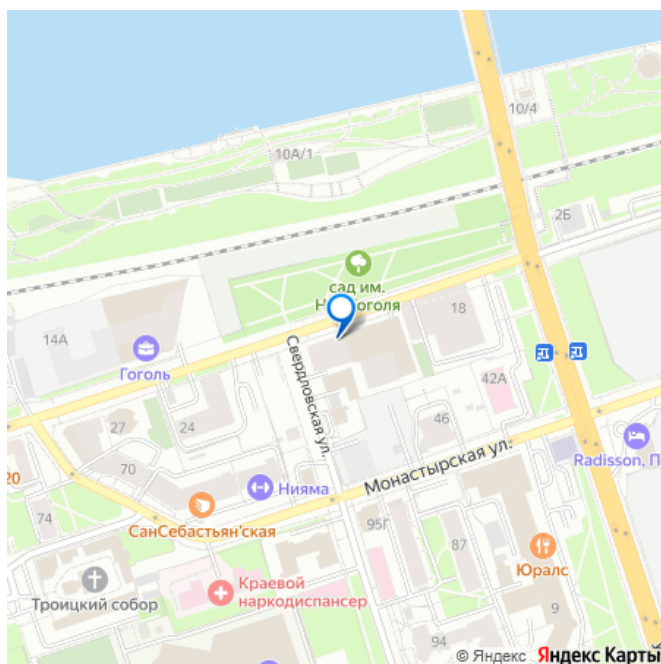 10/4
10А/1
2Б
сад им.
Н. Гоголя
18
14А
Гоголь
Свердловская ул.
42А
27
24
46
Монастырская ул.
Radisson, П
20
70
Нияма
74
СанСебастьян'ская
95Г
87
Юралс
Краевой
наркодиспансер
Троицкий собор
9
94
© Яндекс Яндекс Карты